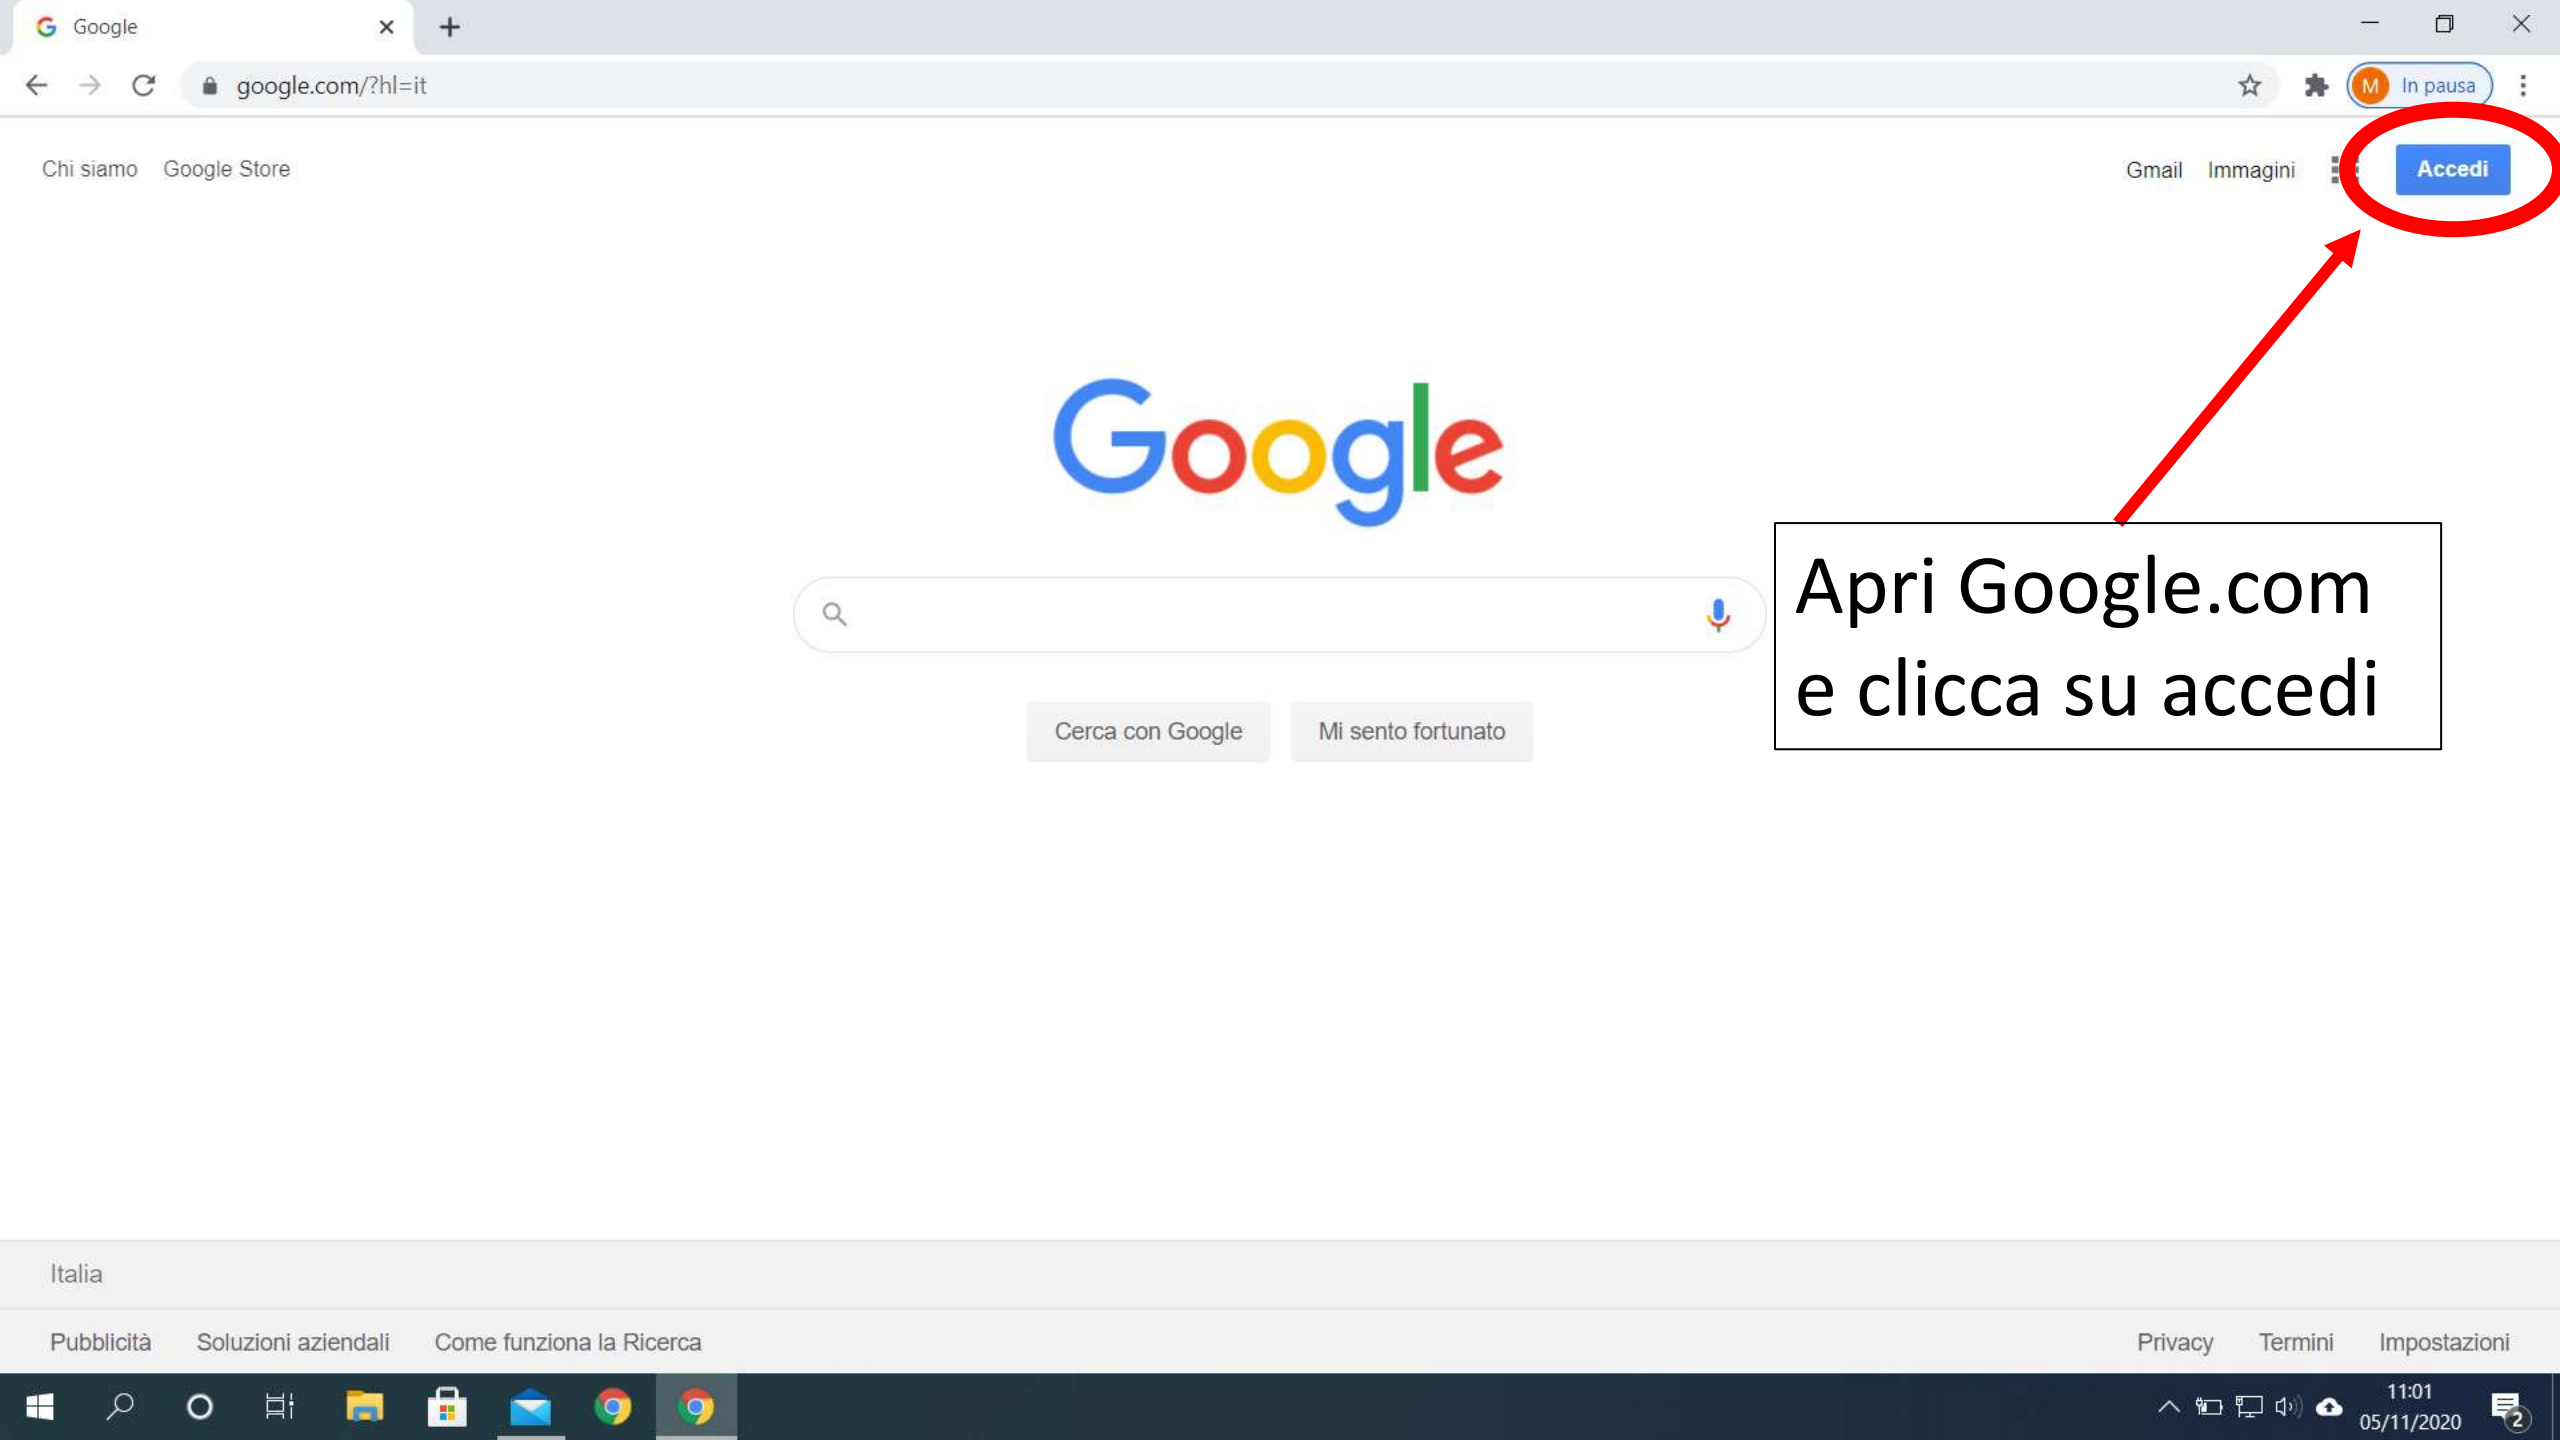 Google
google.com/?hl=it
M In pausa
Chi siamo Google Store
Gmail Immagini Accedi
Google
Apri Google.com
e clicca su accedi
Cerca con Google Mi sento fortunato
Italia
Pubblicità Soluzioni aziendali Come funziona la Ricerca
Privacy Termini Impostazioni
11:01
05/11/2020
2